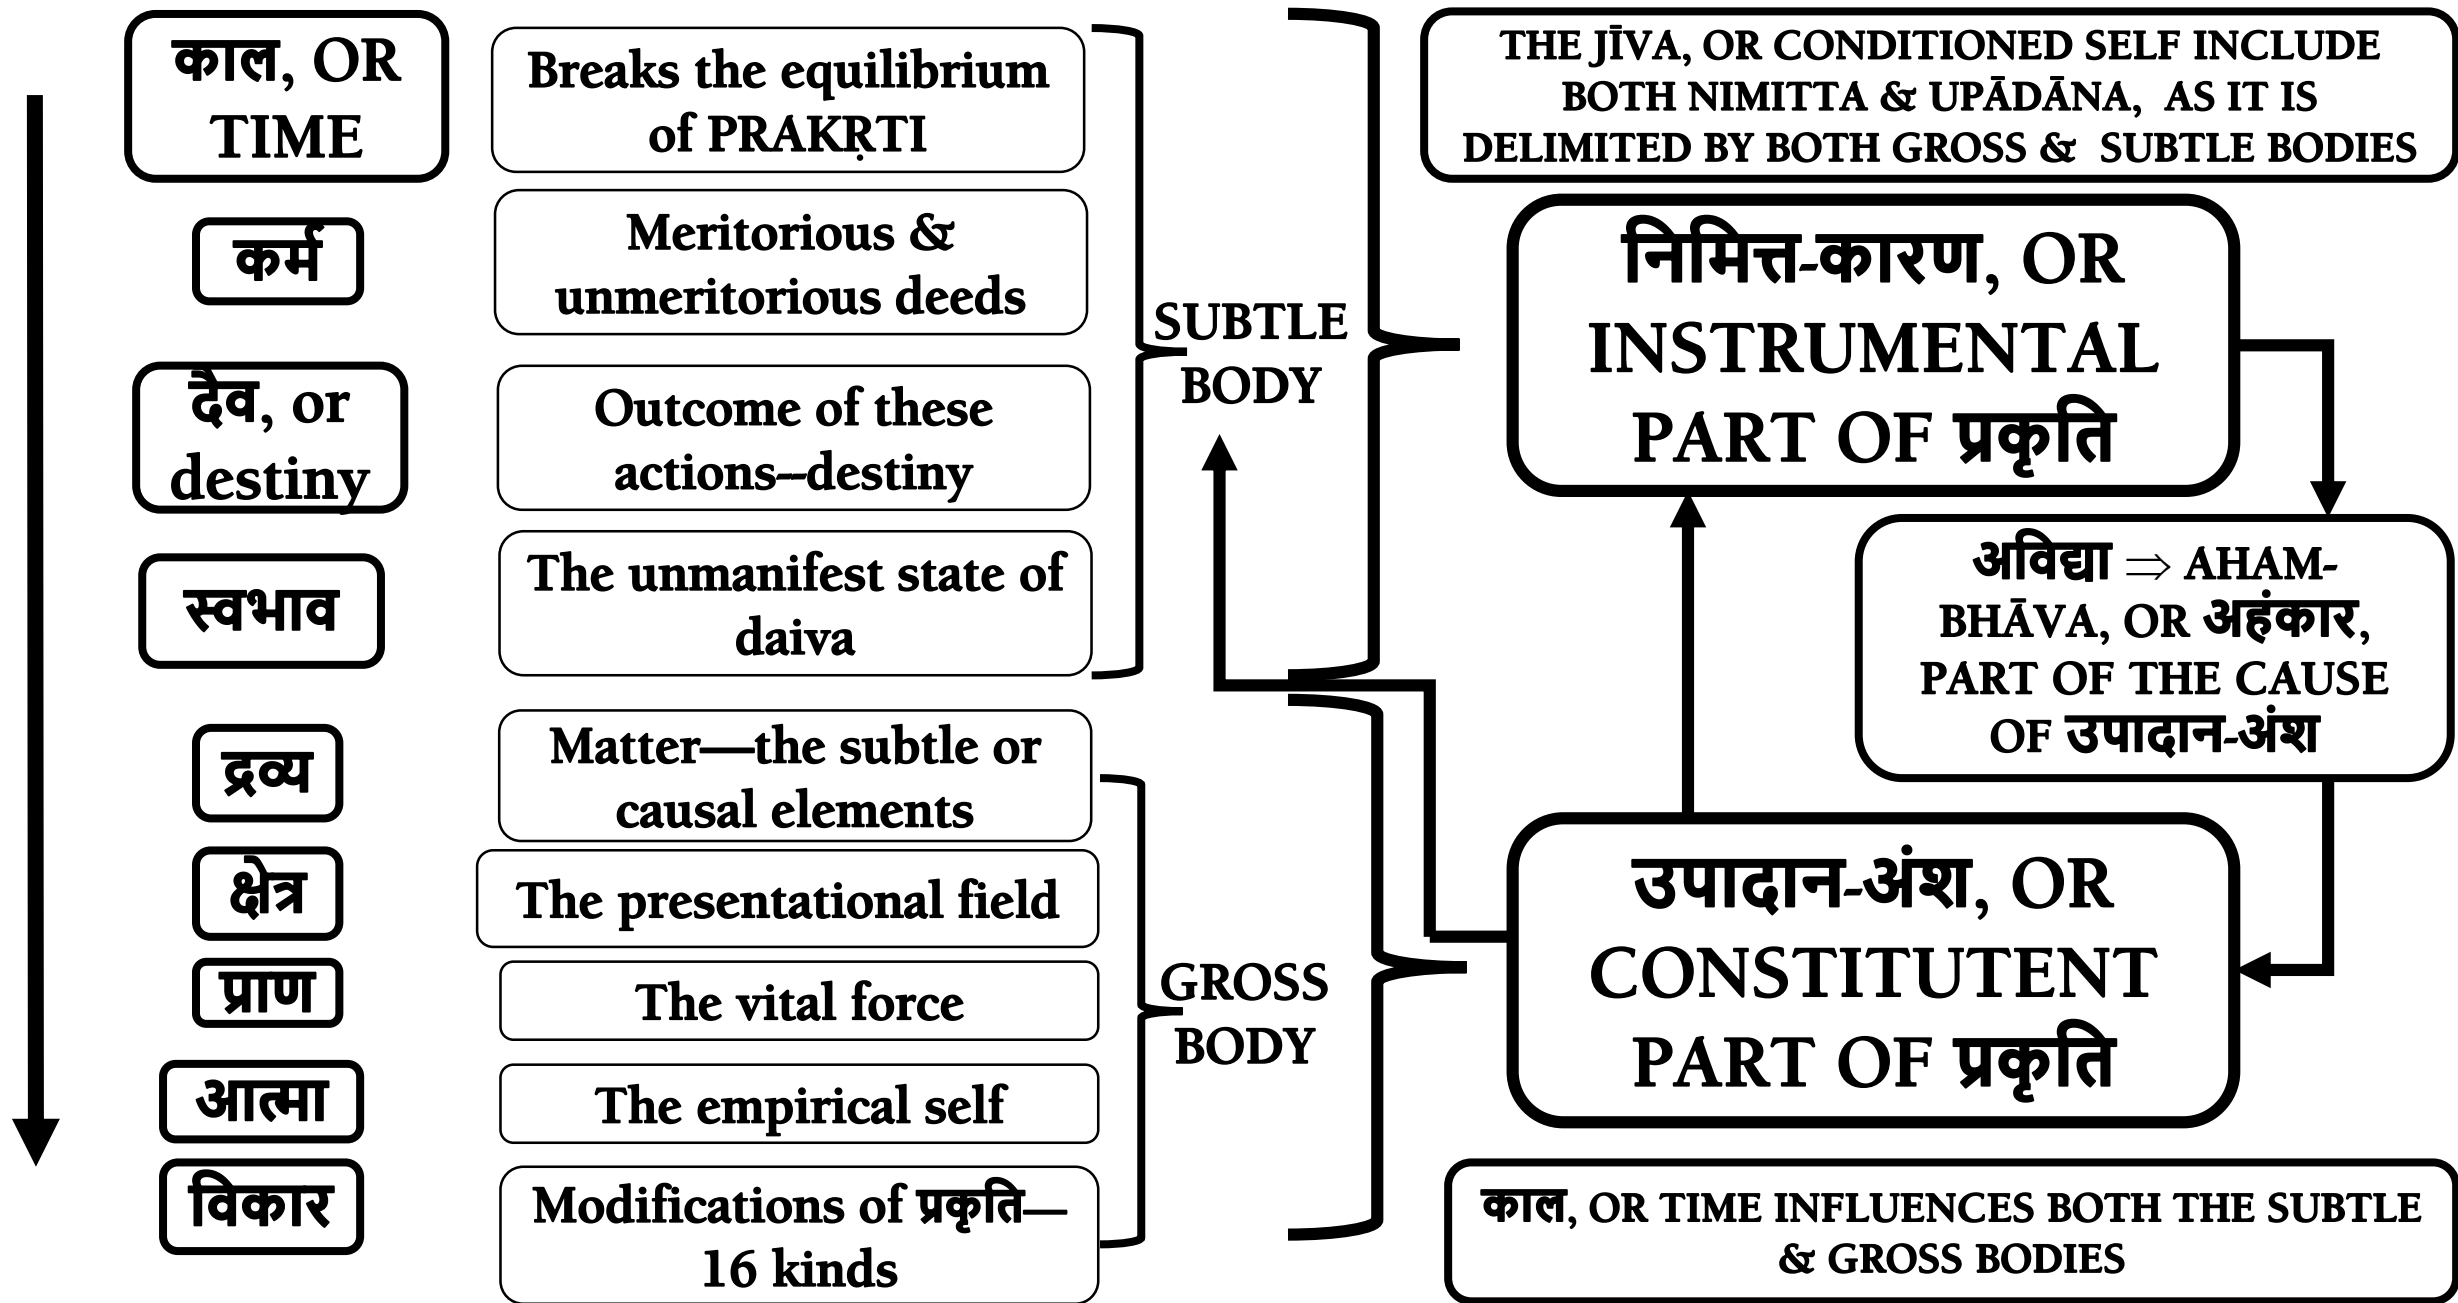 काल, OR
TIME
Breaks the equilibrium
of PRAKṚTI
कर्म
Meritorious &
unmeritorious deeds
दैव, or
destiny
Outcome of these
actions--destiny
स्वभाव
The unmanifest state of
daiva
SUBTLE
BODY
द्रव्य
Matter—the subtle or
causal elements
क्षेत्र
The presentational field
प्राण
The vital force
आत्मा
The empirical self
विकार
Modifications of प्रकृति—
16 kinds
GROSS
BODY
THE JĪVA, OR CONDITIONED SELF INCLUDE
BOTH NIMITTA & UPĀDĀNA, AS IT IS
DELIMITED BY BOTH GROSS & SUBTLE BODIES
निमित्त-कारण, OR
INSTRUMENTAL
PART OF प्रकृति
अविद्या ⇒ AHAM-
BHĀVA, OR अहंकार,
PART OF THE CAUSE
OF उपादान-अंश
उपादान-अंश, OR
CONSTITUTENT
PART OF प्रकृति
काल, OR TIME INFLUENCES BOTH THE SUBTLE
& GROSS BODIES